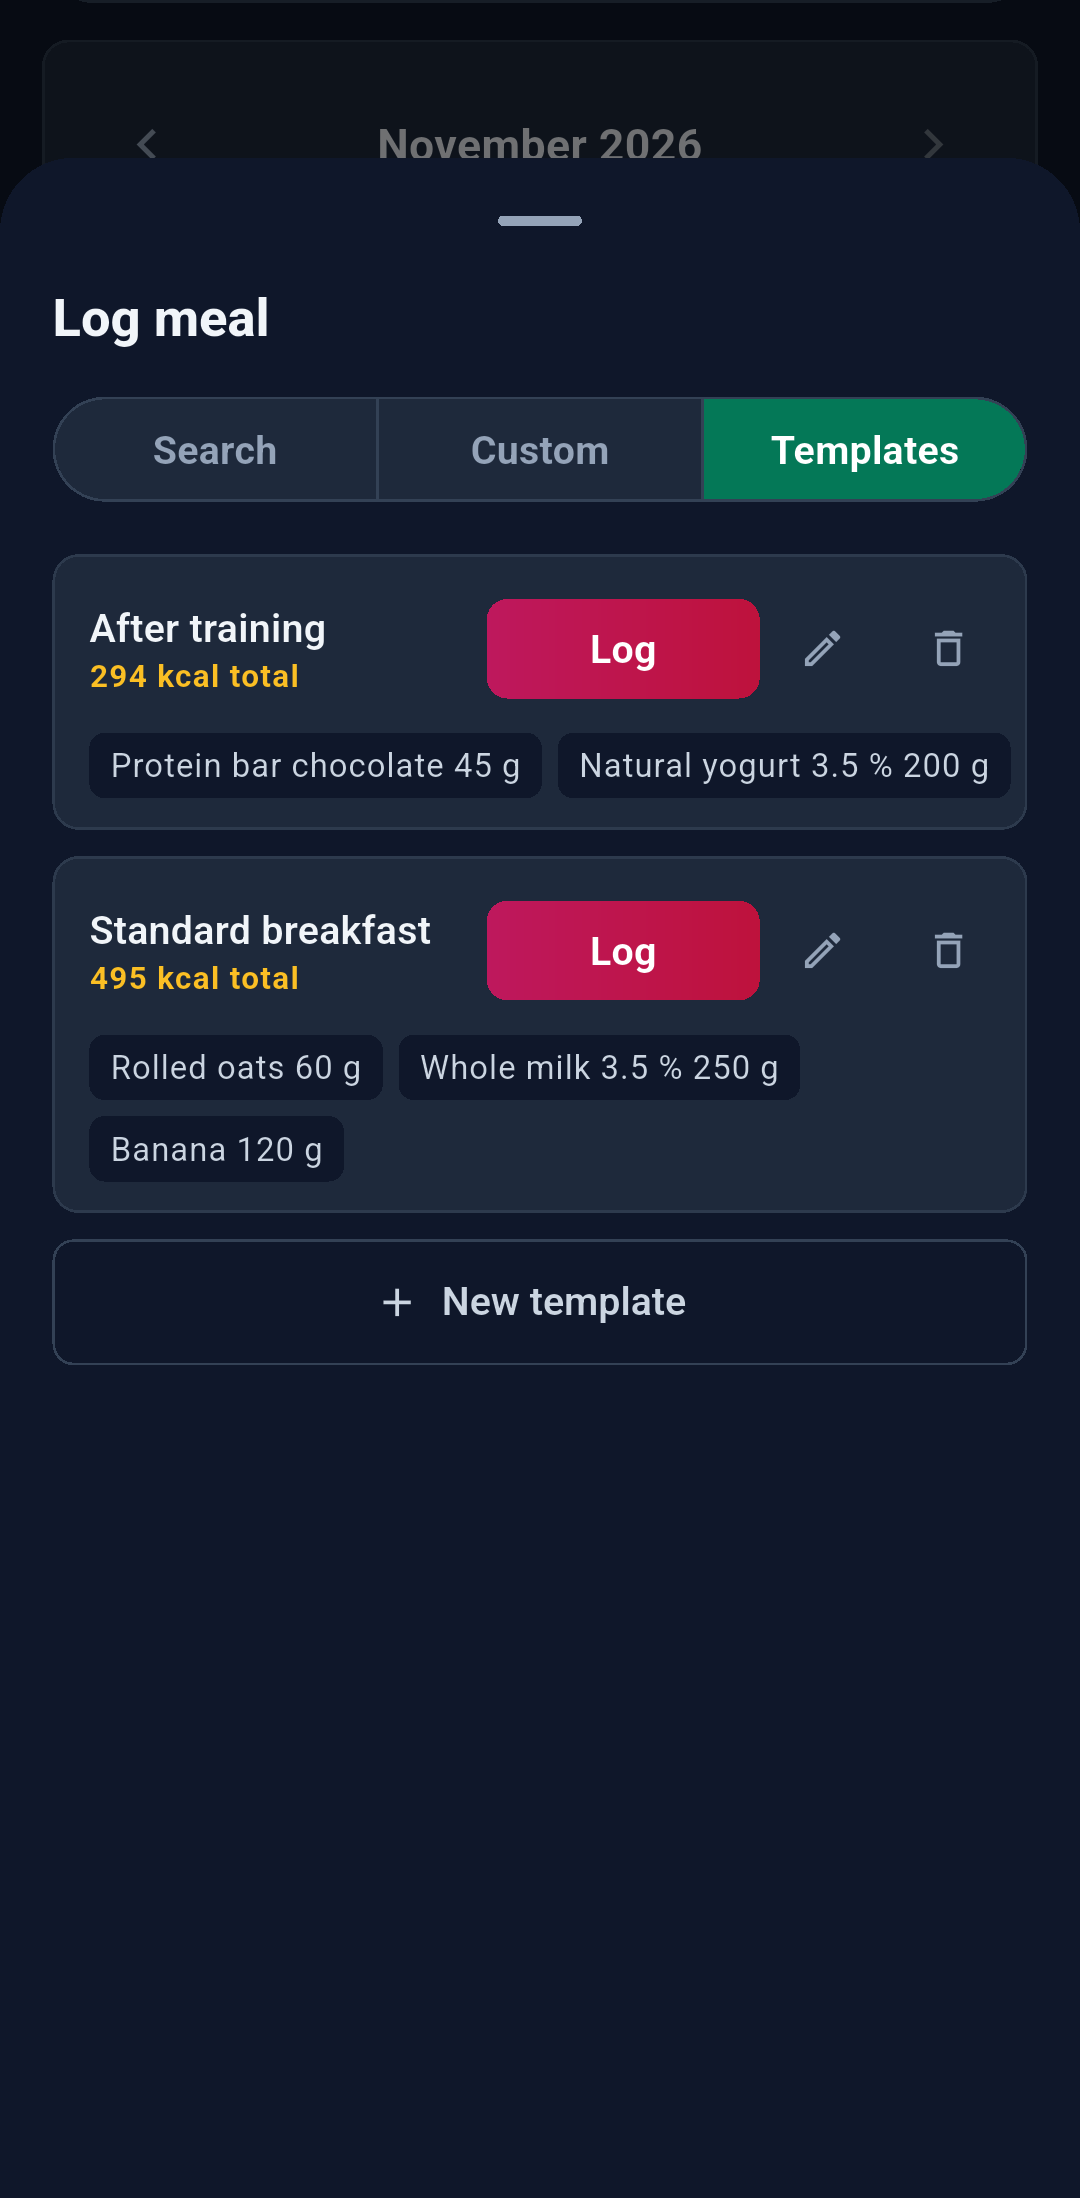 November 2026
Log meal
Search Custom Templates
After training
294 kcal total
Log
Protein bar chocolate 45 g Natural yogurt 3.5 % 200 g
Standard breakfast
495 kcal total
Log
Rolled oats 60 g Whole milk 3.5 % 250 g
Banana 120 g
+ New template